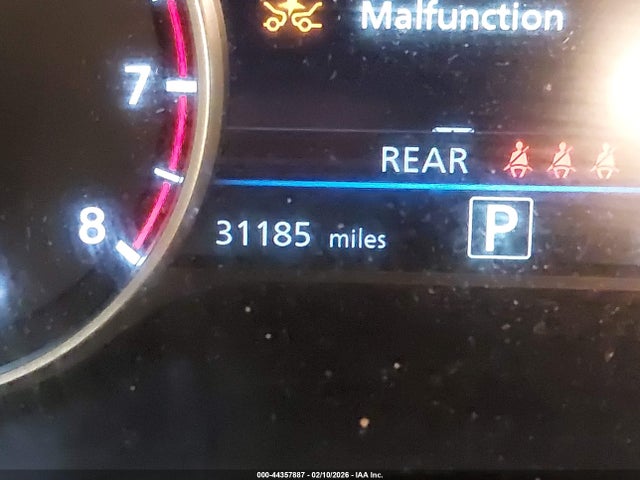 Malfunction
7
REAR
8
31185 miles
P
000-44357887 - 02/10/2026 - IAA Inc.